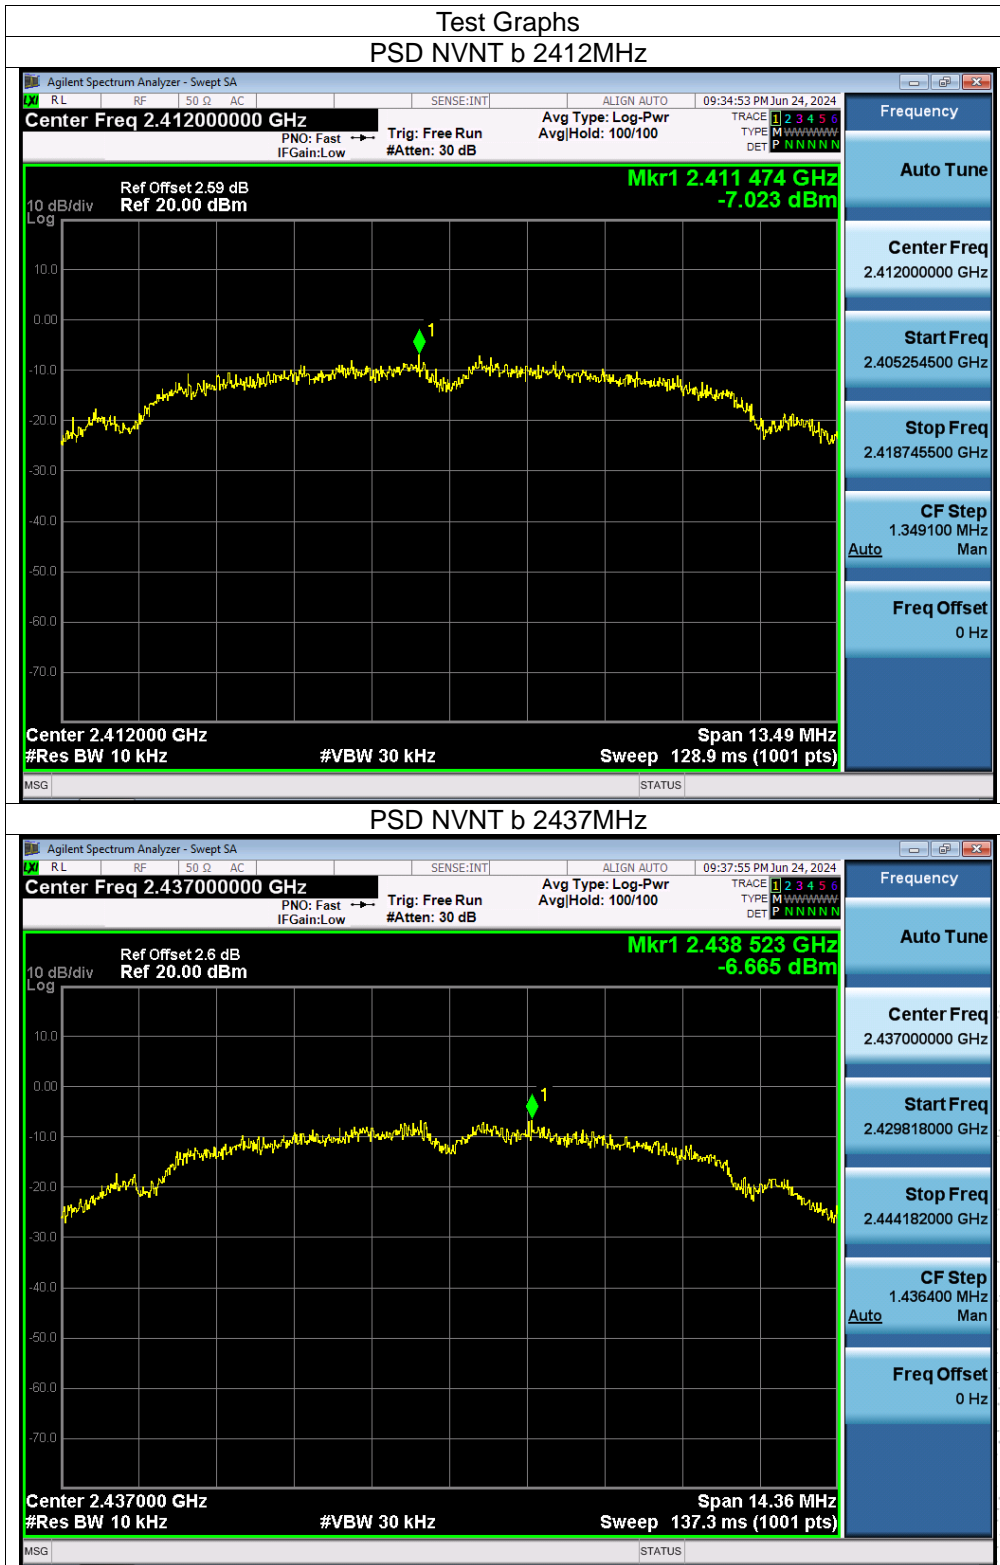 Test Graphs
PSD NVNT b 2412MHz
Agilent Spectrum Analyzer - Swept SA
LXI RL RF 50 Ω AC SENSE:INT ALIGN AUTO 09:34:53 PM Jun 24, 2024
Center Freq 2.412000000 GHz
PNO: Fast
IFGain:Low
Trig: Free Run
#Atten: 30 dB
Avg Type: Log-Pwr
Avg|Hold: 100/100
TRACE 1 2 3 4 5 6
TYPE M W W W W W
DET P N N N N N
Frequency
Ref Offset 2.59 dB
Ref 20.00 dBm
10 dB/div
Log
Mkr1 2.411 474 GHz
-7.023 dBm
1
10.0
0.00
-10.0
-20.0
-30.0
-40.0
-50.0
-60.0
-70.0
Center 2.412000 GHz
#Res BW 10 kHz
#VBW 30 kHz
Span 13.49 MHz
Sweep 128.9 ms (1001 pts)
Auto Tune
Center Freq
2.412000000 GHz
Start Freq
2.405254500 GHz
Stop Freq
2.418745500 GHz
CF Step
1.349100 MHz
Auto Man
Freq Offset
0 Hz
MSG STATUS
PSD NVNT b 2437MHz
Agilent Spectrum Analyzer - Swept SA
LXI RL RF 50 Ω AC SENSE:INT ALIGN AUTO 09:37:55 PM Jun 24, 2024
Center Freq 2.437000000 GHz
PNO: Fast
IFGain:Low
Trig: Free Run
#Atten: 30 dB
Avg Type: Log-Pwr
Avg|Hold: 100/100
TRACE 1 2 3 4 5 6
TYPE M W W W W W
DET P N N N N N
Frequency
Ref Offset 2.6 dB
Ref 20.00 dBm
10 dB/div
Log
Mkr1 2.438 523 GHz
-6.665 dBm
1
10.0
0.00
-10.0
-20.0
-30.0
-40.0
-50.0
-60.0
-70.0
Center 2.437000 GHz
#Res BW 10 kHz
#VBW 30 kHz
Span 14.36 MHz
Sweep 137.3 ms (1001 pts)
Auto Tune
Center Freq
2.437000000 GHz
Start Freq
2.429818000 GHz
Stop Freq
2.444182000 GHz
CF Step
1.436400 MHz
Auto Man
Freq Offset
0 Hz
MSG STATUS